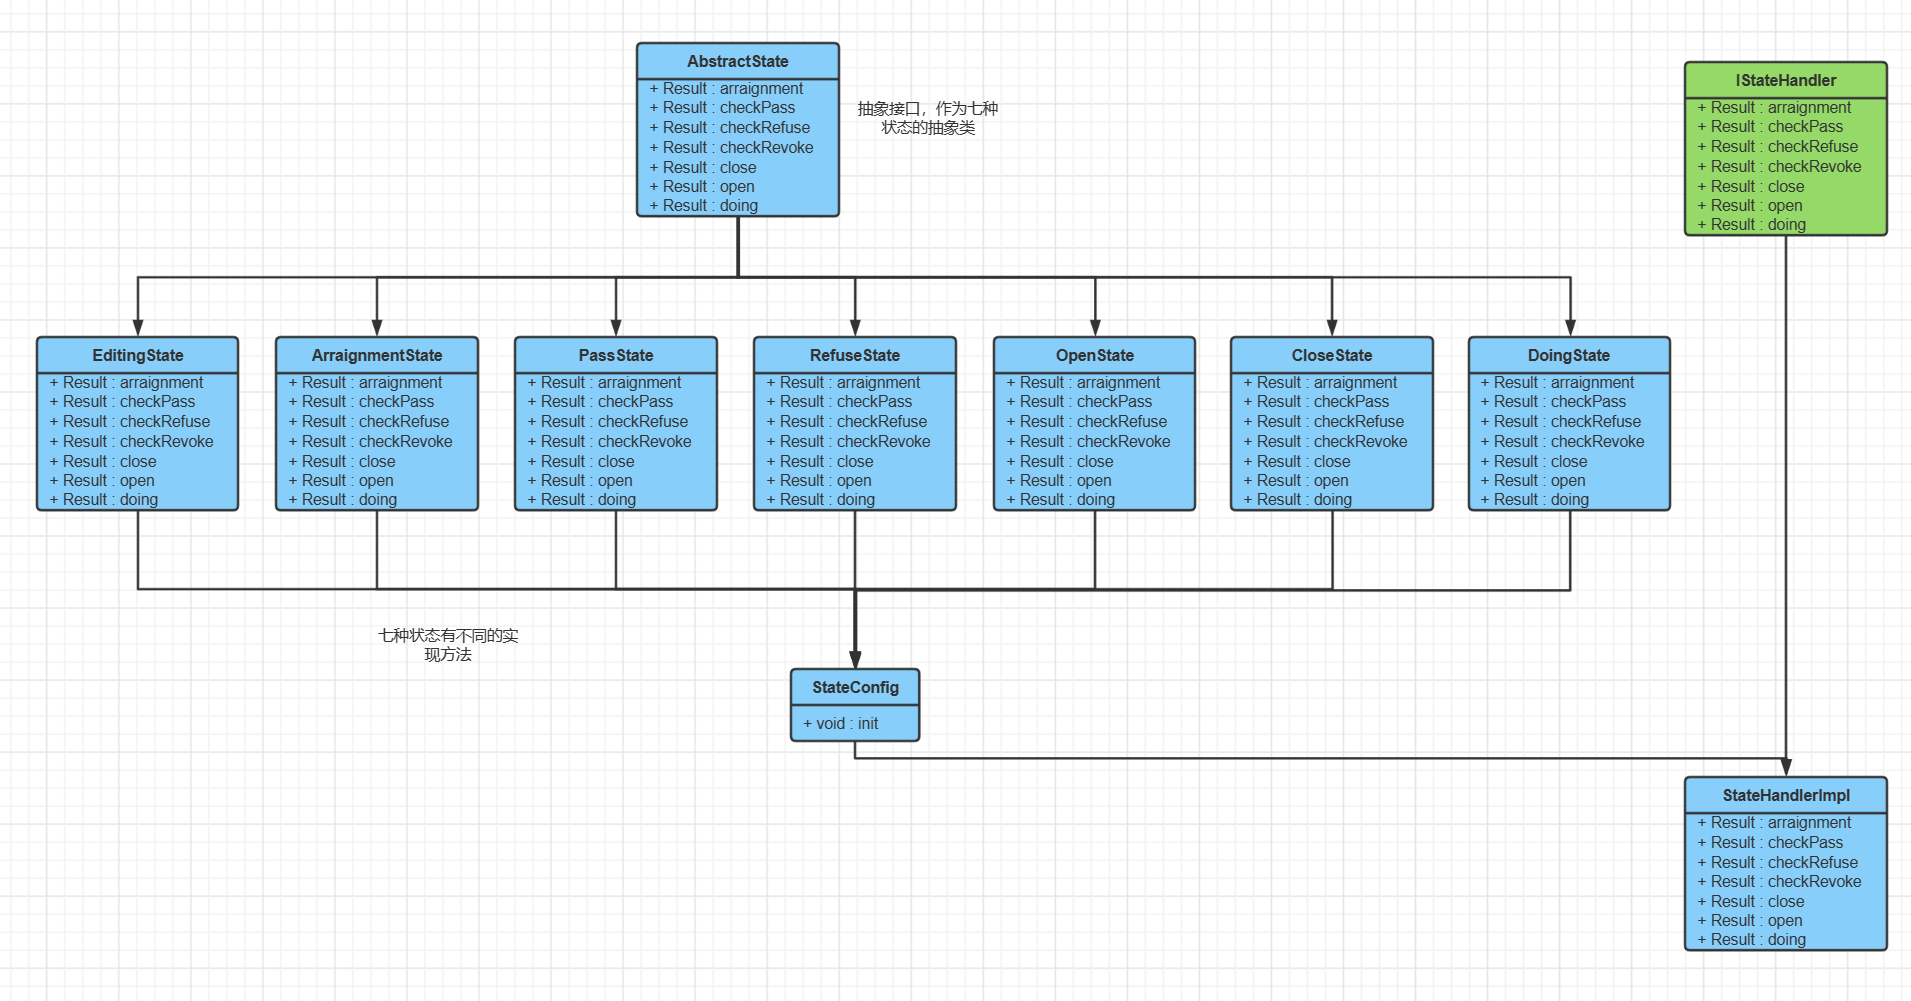 AbstractState
+ Result : arraignment
+ Result : checkPass
+ Result : checkRefuse
+ Result : checkRevoke
+ Result : close
+ Result : open
+ Result : doing
抽象接口，作为七种
状态的抽象类
IStateHandler
+ Result : arraignment
+ Result : checkPass
+ Result : checkRefuse
+ Result : checkRevoke
+ Result : close
+ Result : open
+ Result : doing
EditingState
+ Result : arraignment
+ Result : checkPass
+ Result : checkRefuse
+ Result : checkRevoke
+ Result : close
+ Result : open
+ Result : doing
ArraignmentState
+ Result : arraignment
+ Result : checkPass
+ Result : checkRefuse
+ Result : checkRevoke
+ Result : close
+ Result : open
+ Result : doing
PassState
+ Result : arraignment
+ Result : checkPass
+ Result : checkRefuse
+ Result : checkRevoke
+ Result : close
+ Result : open
+ Result : doing
RefuseState
+ Result : arraignment
+ Result : checkPass
+ Result : checkRefuse
+ Result : checkRevoke
+ Result : close
+ Result : open
+ Result : doing
OpenState
+ Result : arraignment
+ Result : checkPass
+ Result : checkRefuse
+ Result : checkRevoke
+ Result : close
+ Result : open
+ Result : doing
CloseState
+ Result : arraignment
+ Result : checkPass
+ Result : checkRefuse
+ Result : checkRevoke
+ Result : close
+ Result : open
+ Result : doing
DoingState
+ Result : arraignment
+ Result : checkPass
+ Result : checkRefuse
+ Result : checkRevoke
+ Result : close
+ Result : open
+ Result : doing
七种状态有不同的实
现方法
StateConfig
+ void : init
StateHandlerImpl
+ Result : arraignment
+ Result : checkPass
+ Result : checkRefuse
+ Result : checkRevoke
+ Result : close
+ Result : open
+ Result : doing